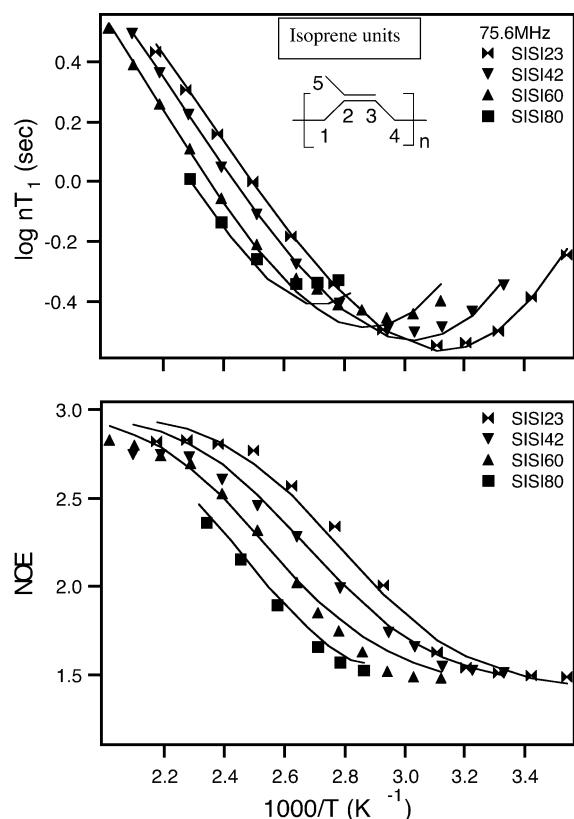 Isoprene units
75.6MHz
SISI23
SISI42
SISI60
SISI80
5
2 3
1 4 n
0.4
0.2
0.0
-0.2
-0.4
log nT1 (sec)
SISI23
SISI42
SISI60
SISI80
3.0
2.5
2.0
1.5
NOE
2.2 2.4 2.6 2.8 3.0 3.2 3.4
1000/T (K-1)